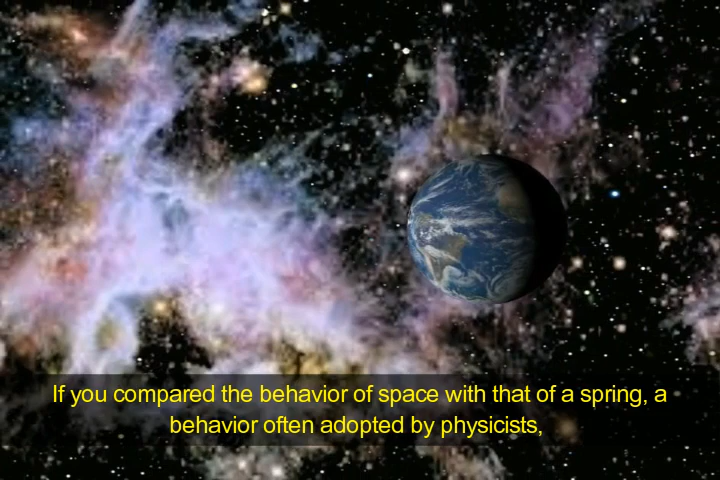 If you compared the behavior of space with that of a spring, a
behavior often adopted by physicists,